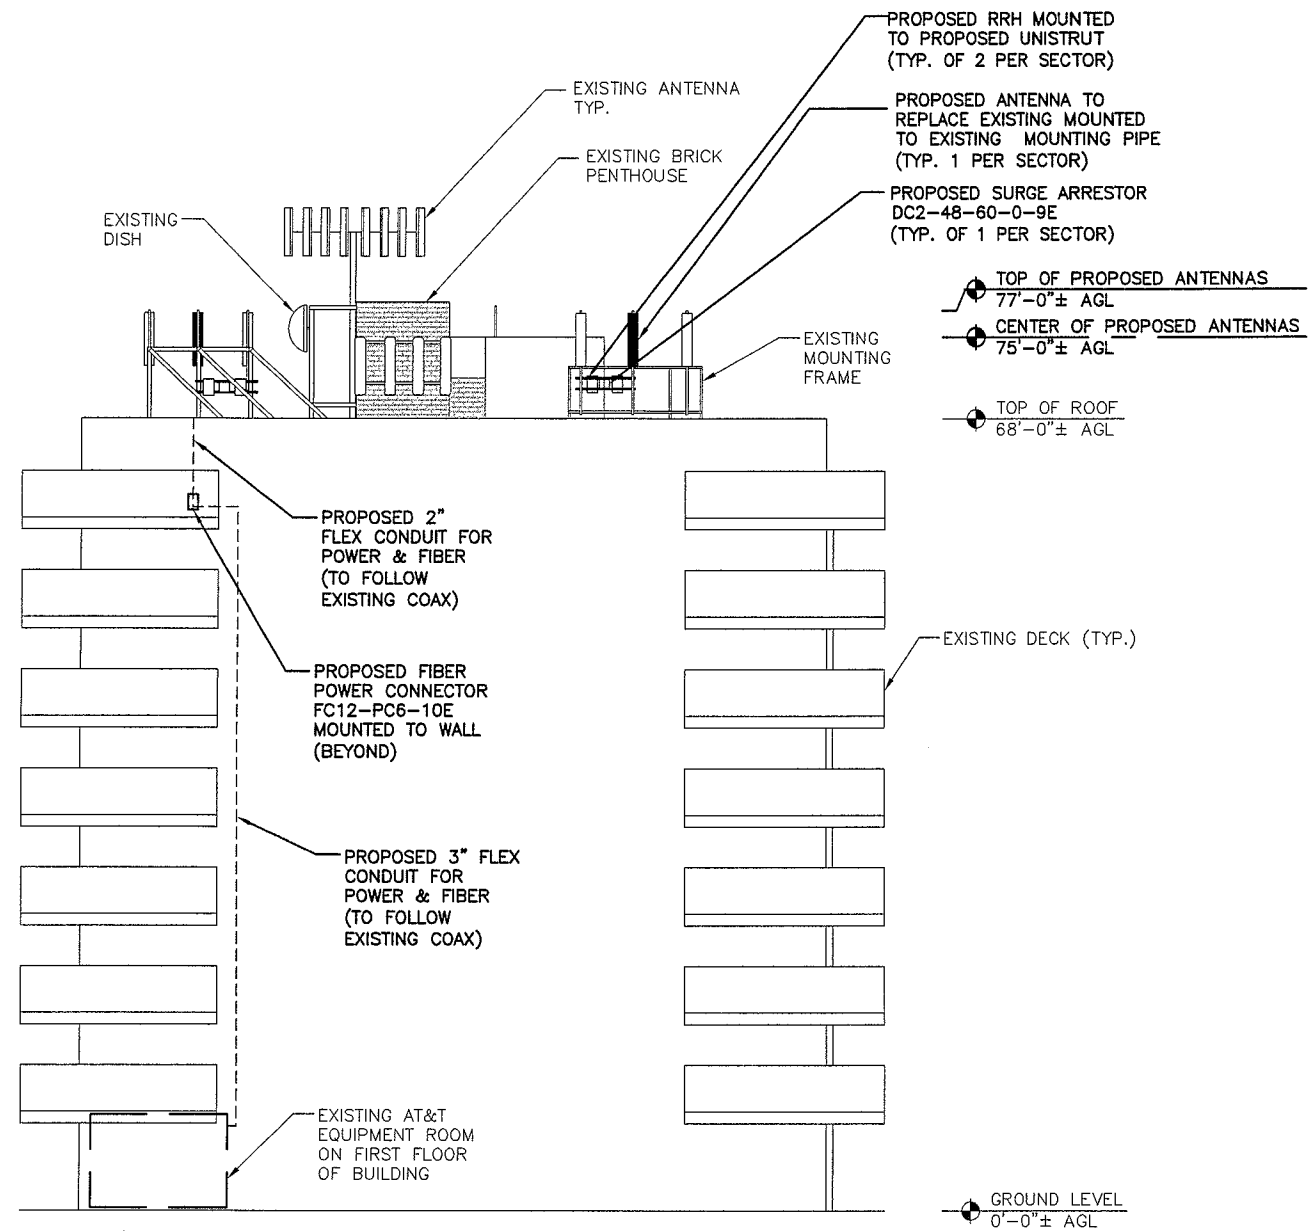 PROPOSED RRH MOUNTED
TO PROPOSED UNISTRUT
(TYP. OF 2 PER SECTOR)
EXISTING ANTENNA
TYP.
PROPOSED ANTENNA TO
REPLACE EXISTING MOUNTED
TO EXISTING MOUNTING PIPE
(TYP. 1 PER SECTOR)
EXISTING BRICK
PENTHOUSE
PROPOSED SURGE ARRESTOR
DC2-48-60-0-9E
(TYP. OF 1 PER SECTOR)
EXISTING
DISH
TOP OF PROPOSED ANTENNAS
77'-0"± AGL
CENTER OF PROPOSED ANTENNAS
75'-0"± AGL
EXISTING
MOUNTING
FRAME
TOP OF ROOF
68'-0"± AGL
PROPOSED 2"
FLEX CONDUIT FOR
POWER & FIBER
(TO FOLLOW
EXISTING COAX)
EXISTING DECK (TYP.)
PROPOSED FIBER
POWER CONNECTOR
FC12-PC6-10E
MOUNTED TO WALL
(BEYOND)
PROPOSED 3" FLEX
CONDUIT FOR
POWER & FIBER
(TO FOLLOW
EXISTING COAX)
EXISTING AT&T
EQUIPMENT ROOM
ON FIRST FLOOR
OF BUILDING
GROUND LEVEL
0'-0"± AGL